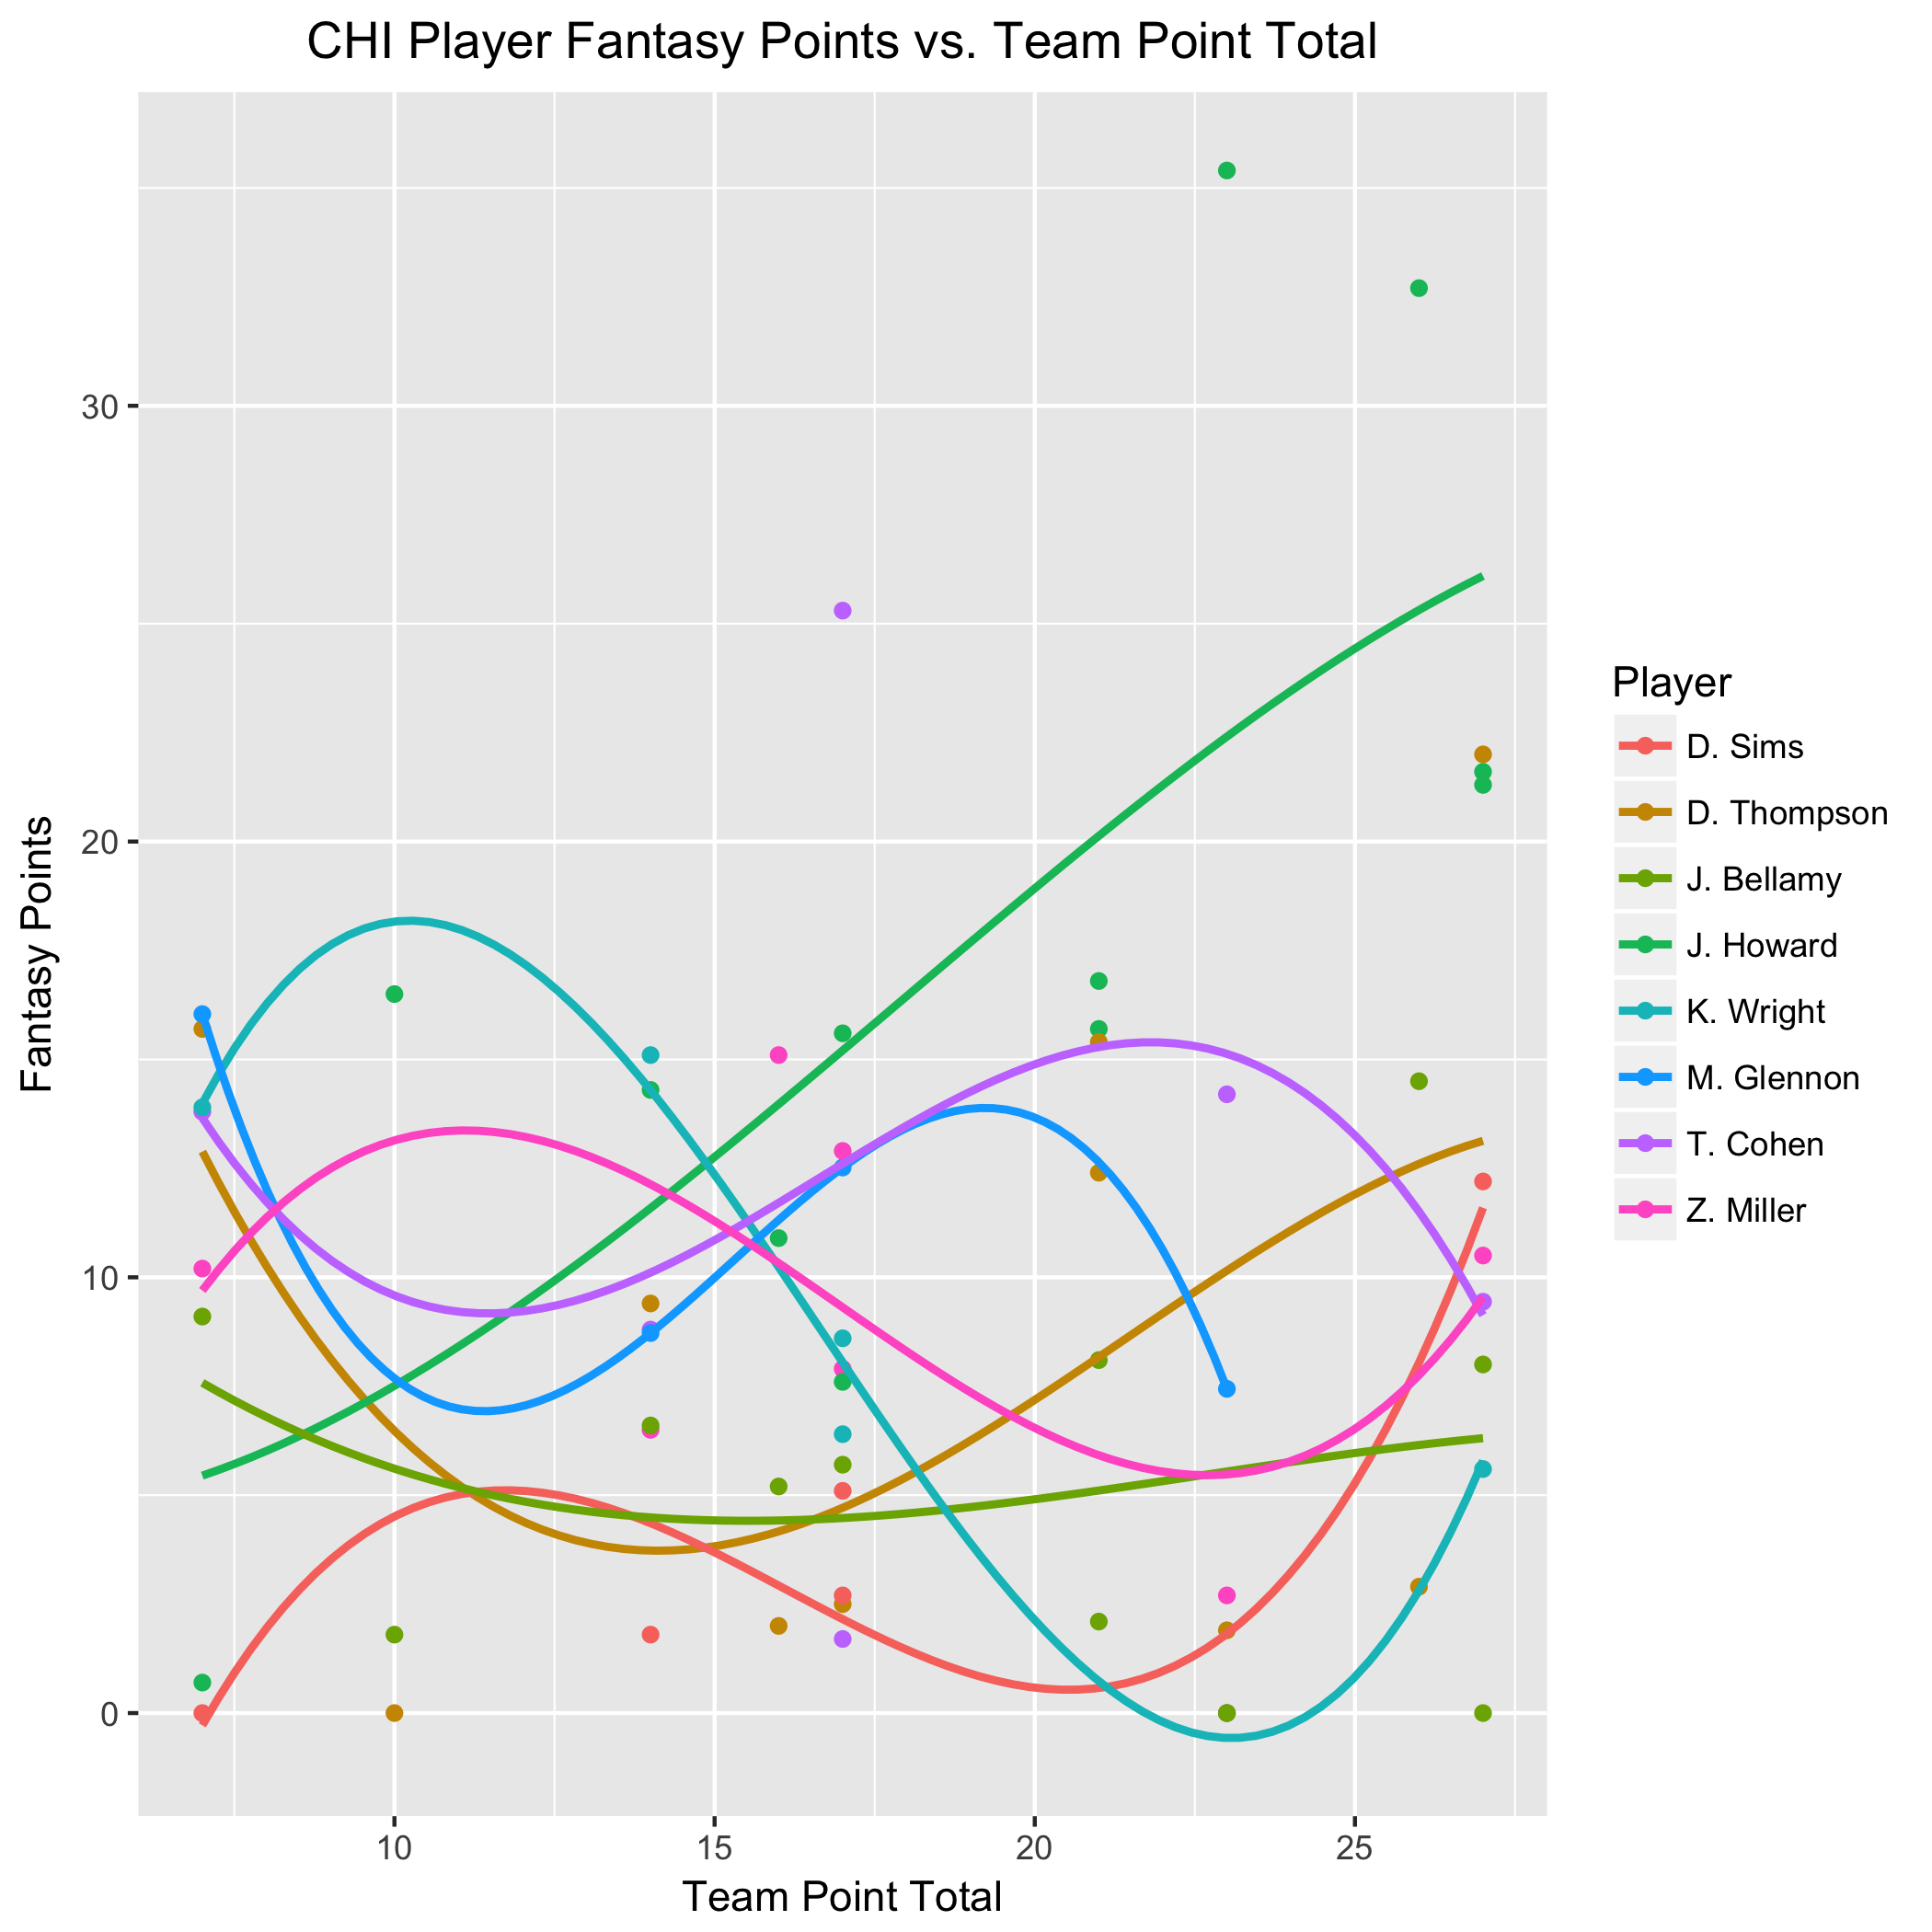 CHI Player Fantasy Points vs. Team Point Total
Fantasy Points
30
20
10
0
10
15
20
25
Team Point Total
Player
D. Sims
D. Thompson
J. Bellamy
J. Howard
K. Wright
M. Glennon
T. Cohen
Z. Miller